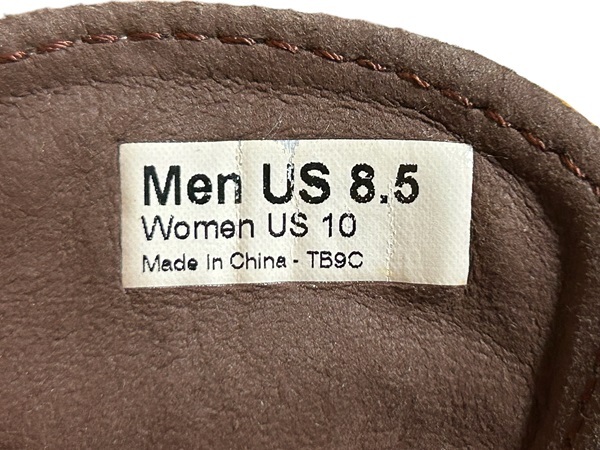 Men US 8.5
Women US 10
Made in China - TB9C